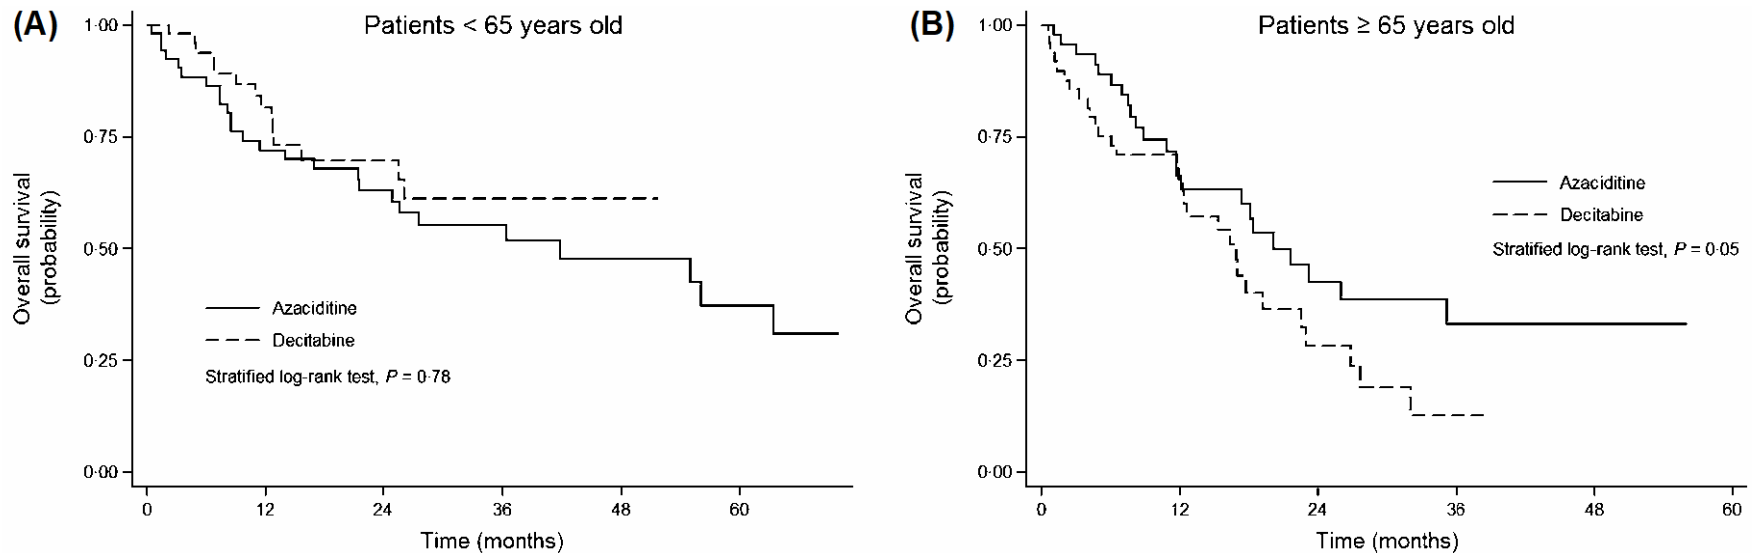 (A)
Patients < 65 years old
1·00
0·75
0·50
0·25
0·00
Overall survival
(probability)
Azaciditine
Decitabine
Stratified log-rank test, P = 0·78
0 12 24 36 48 60
Time (months)
(B)
Patients ≥ 65 years old
1·00
0·75
0·50
0·25
0·00
Overall survival
(probability)
Azaciditine
Decitabine
Stratified log-rank test, P = 0·05
0 12 24 36 48 60
Time (months)